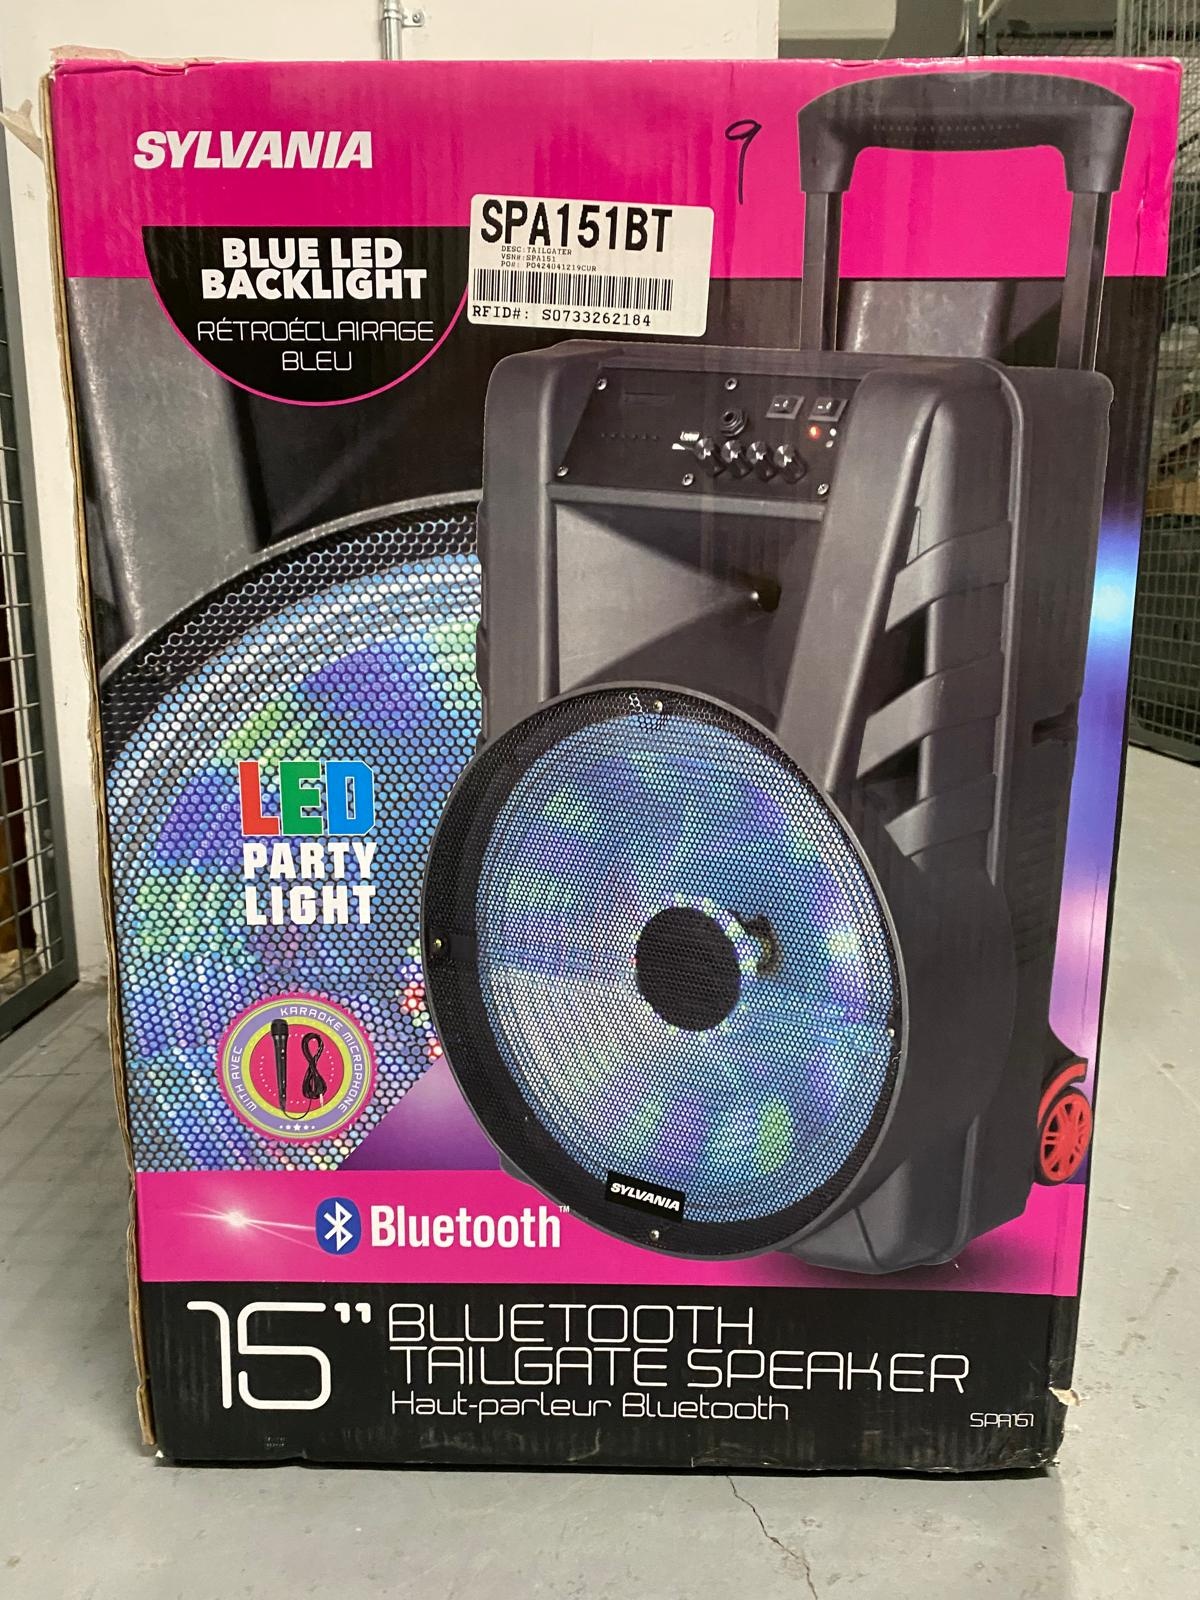 SYLVANIA
9
SPA151BT
DESC:TAILGATER
VSN#:SPA151
PO#: PO424041219CUR
RFID#: S0733262184
BLUE LED
BACKLIGHT
RÉTROÉCLAIRAGE
BLEU
LED
PARTY
LIGHT
WITH AVEC KARAOKE MICROPHONE
SYLVANIA
Bluetooth™
15" BLUETOOTH
TAILGATE SPEAKER
Haut-parleur Bluetooth
SPA151